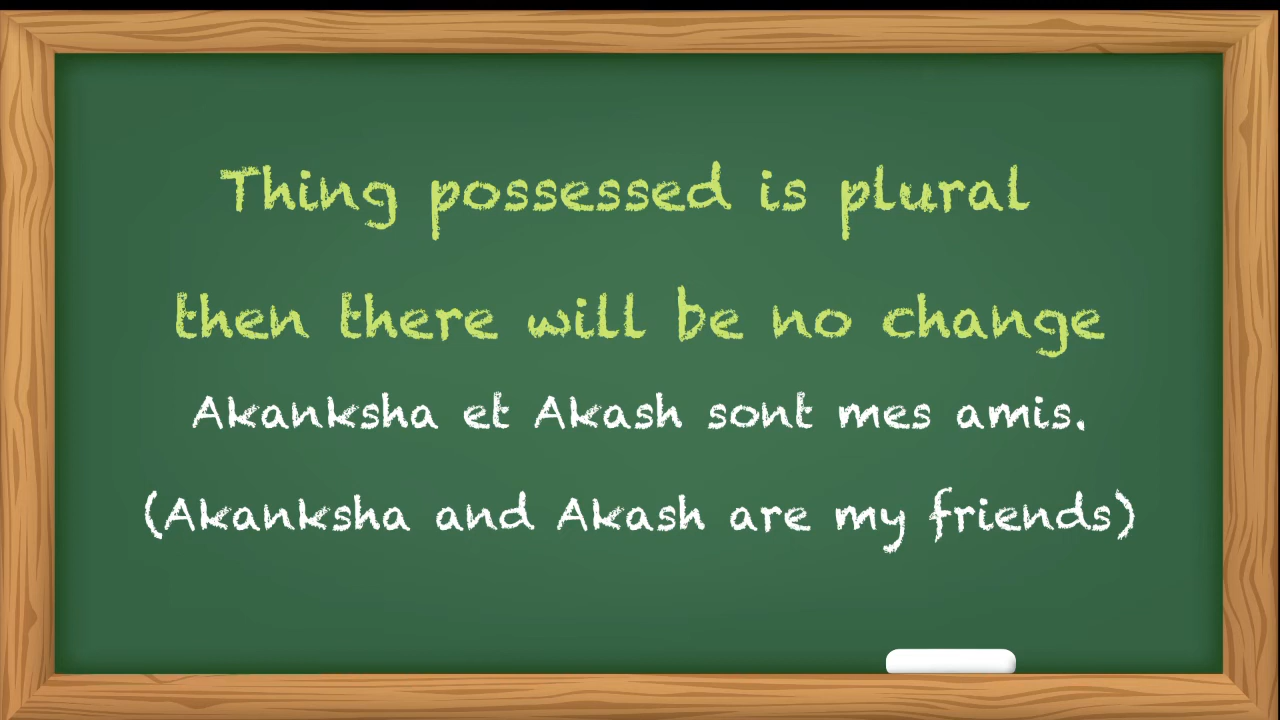 Thing possessed is plural
then there will be no change
Akanksha et Akash sont mes amis.
(Akanksha and Akash are my friends)